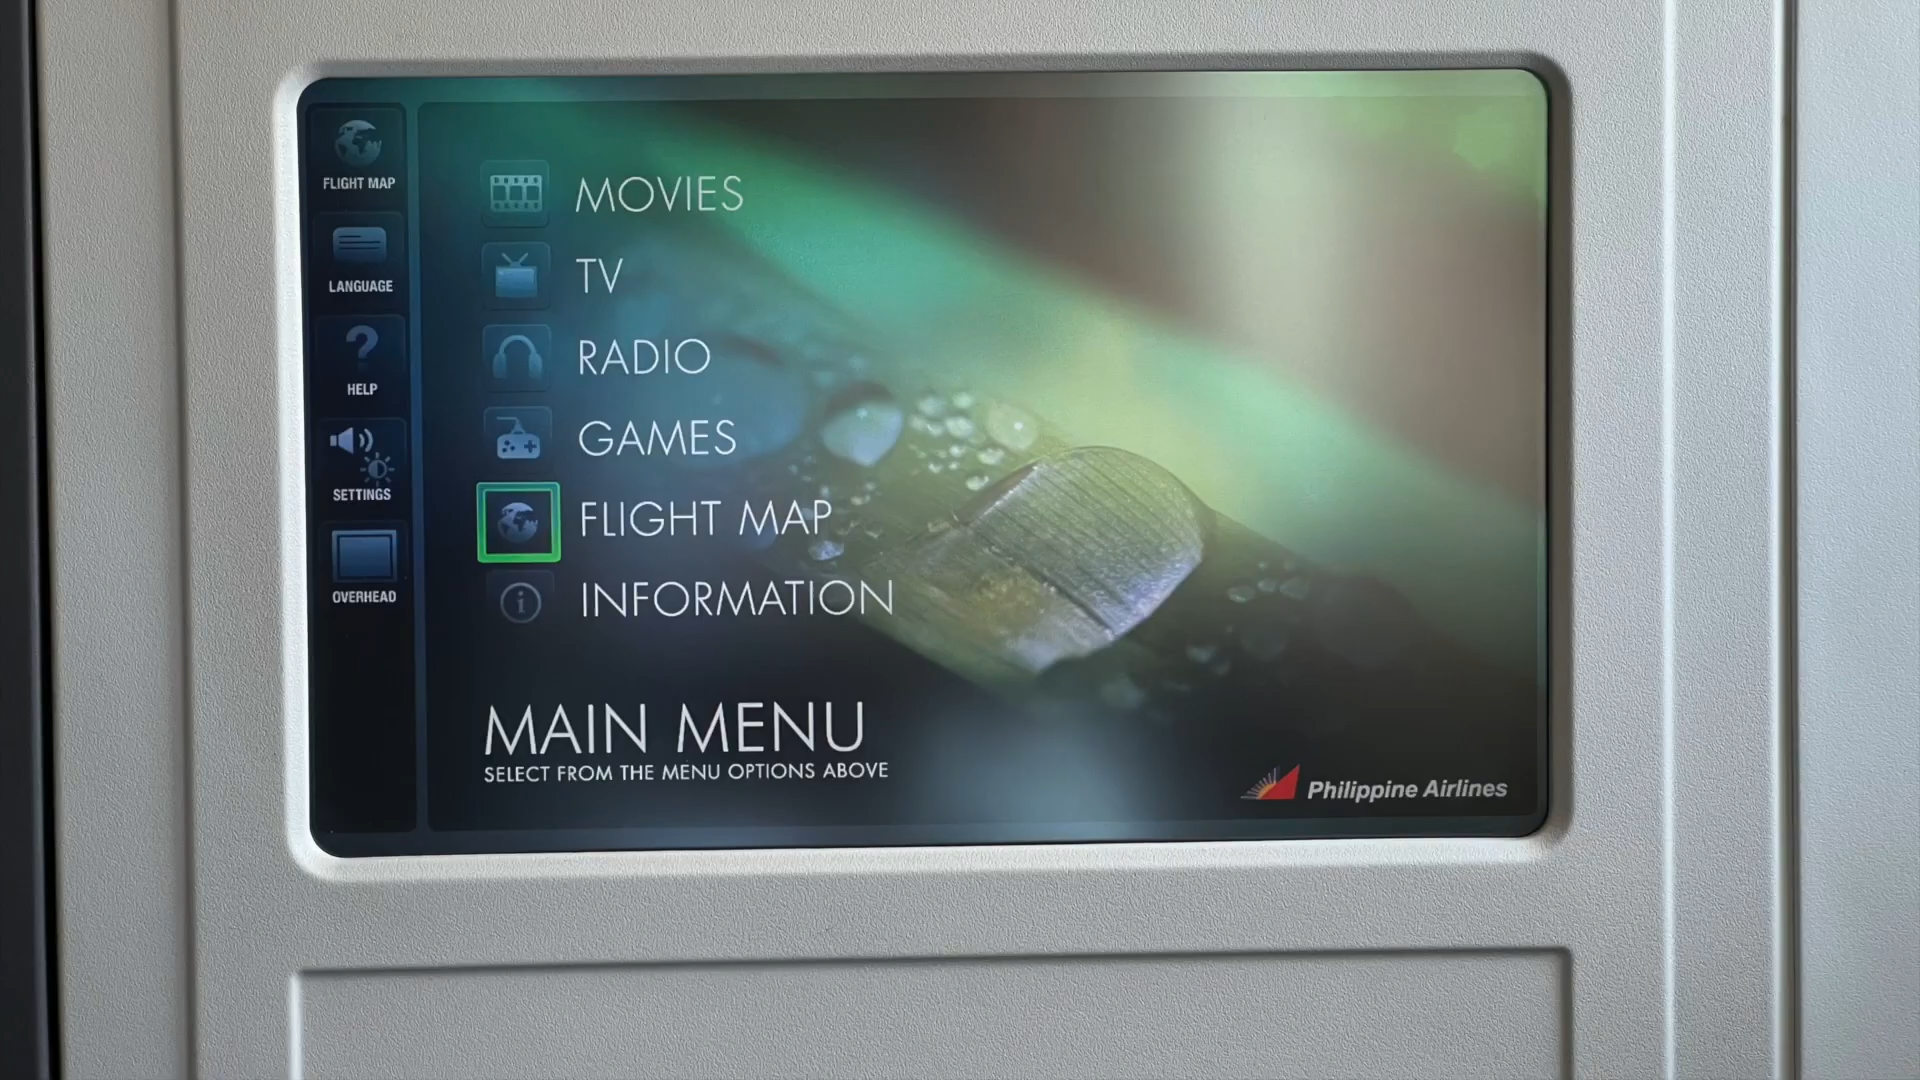 FLIGHT MAP
LANGUAGE
HELP
SETTINGS
OVERHEAD
MOVIES
TV
RADIO
GAMES
FLIGHT MAP
INFORMATION
MAIN MENU
SELECT FROM THE MENU OPTIONS ABOVE
Philippine Airlines